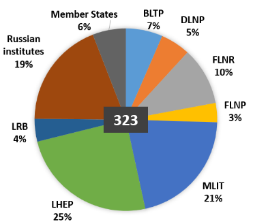 Member States
6%
BLTP
7%
DLNP
5%
FLNR
10%
FLNP
3%
MLIT
21%
LHEP
25%
LRB
4%
Russian
institutes
19%
323